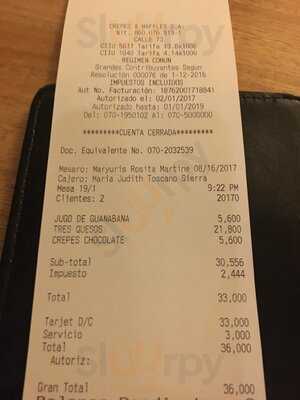 CREPES & WAFFLES S.A.
Nit. 860.076.919-1
CALLE 73
CIIU 5611 Tarifa 13.8x1000
CIIU 1040 Tarifa 4.14x1000
REGIMEN COMUN
Grandes Contribuyentes Segun
Resolución 000076 de 1-12-2016
IMPUESTOS INCLUIDOS
Aut No. Facturación: 18762001718841
Autorizado el: 02/01/2017
Autorizado hasta: 01/01/2019
Del: 070-1950102 Al: 070-5000000
*********CUENTA CERRADA*********
Doc. Equivalente No. 070-2032539
Mesero: Maryuris Rosita Martine 08/16/2017
Cajero: Maria Judith Toscano Sierra
Mesa 19/1 9:22 PM
Clientes: 2 20170
JUGO DE GUANABANA 5,600
TRES QUESOS 21,800
CREPES CHOCOLATE 5,600
Sub-total 30,556
Impuesto 2,444
Total 33,000
Tarjet D/C 33,000
Servicio 3,000
Total 36,000
Autoriz:
Gran Total 36,000
sluurrpy